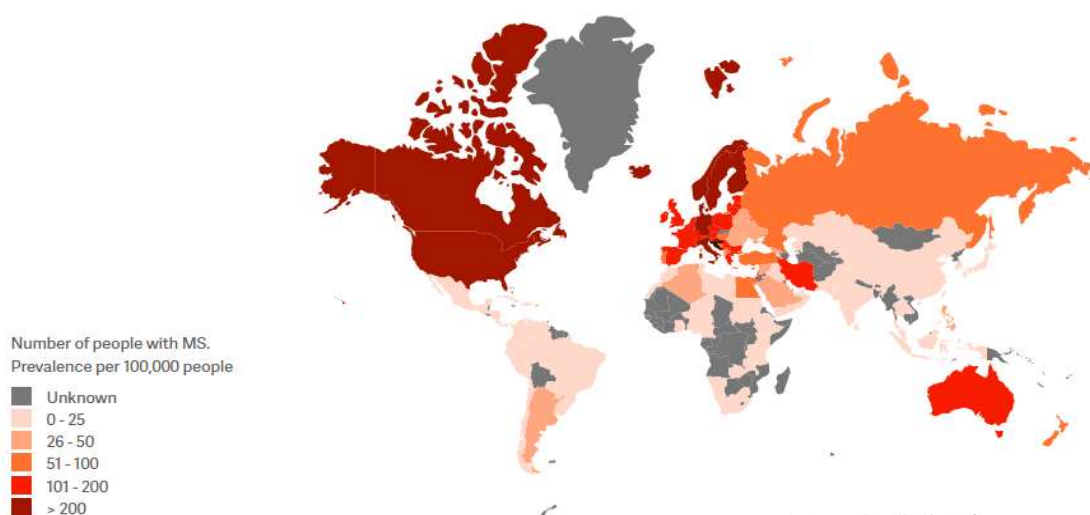 Number of people with MS.
Prevalence per 100,000 people
Unknown
0 - 25
26 - 50
51 - 100
101 - 200
> 200